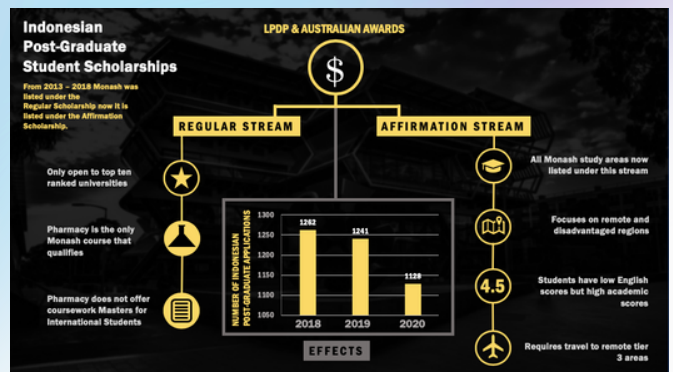 Indonesian
Post-Graduate
Student Scholarships
From 2013 – 2018 Monash was
listed under the
Regular Scholarship now it is
listed under the Affirmation
Scholarship.
LPDP & AUSTRALIAN AWARDS
$
REGULAR STREAM
Only open to top ten
ranked universities
Pharmacy is the only
Monash course that
qualifies
Pharmacy does not offer
coursework Masters for
International Students
AFFIRMATION STREAM
All Monash study areas now
listed under this stream
Focuses on remote and
disadvantaged regions
4.5
Students have low English
scores but high academic
scores
Requires travel to remote tier
3 areas
NUMBER OF INDONESIAN
POST-GRADUATE APPLICATIONS
1300
1250
1200
1150
1100
1050
1262
1241
1128
2018 2019 2020
EFFECTS